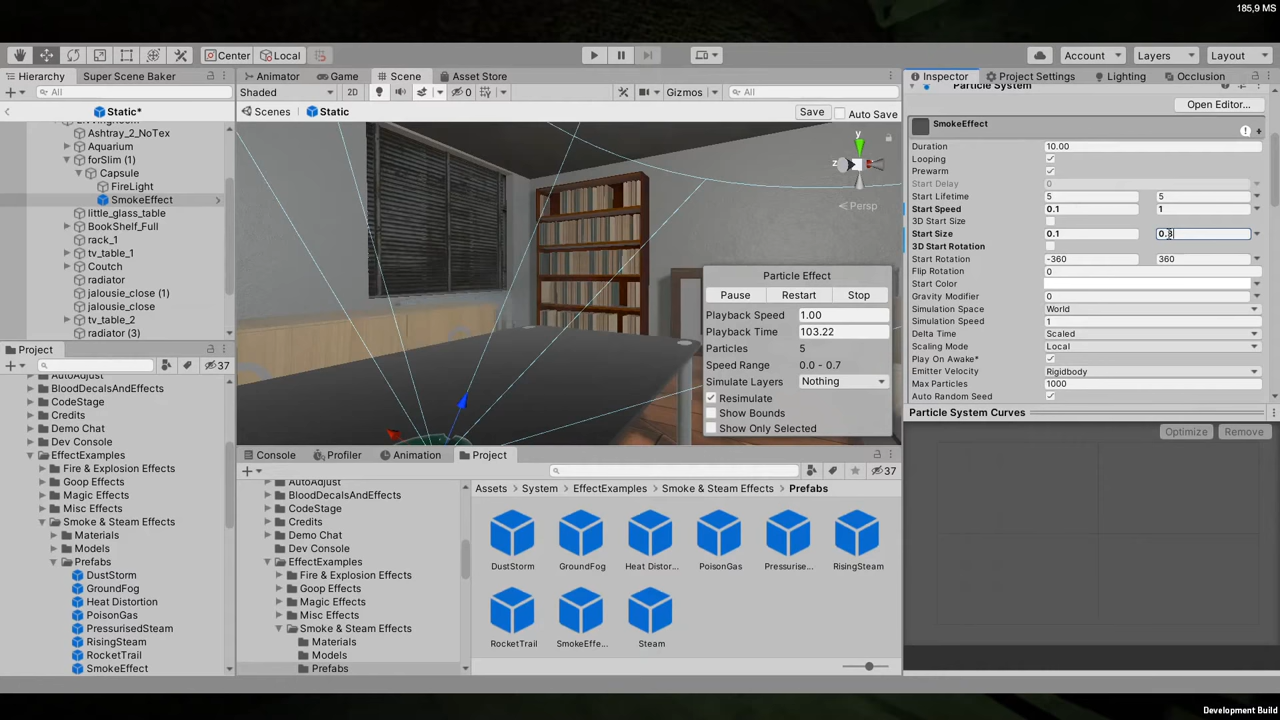 185,9 MS
Center Local
Account Layers Layout
Hierarchy Super Scene Baker
Animator Game Scene Asset Store
Inspector Project Settings Lighting Occlusion
All
Shaded 2D 0 Gizmos All
Static*
Scenes Static Save Auto Save
Ashtray_2_NoTex
Aquarium
forSlim (1)
Capsule
FireLight
SmokeEffect
little_glass_table
BookShelf_Full
rack_1
tv_table_1
Coutch
radiator
jalousie_close (1)
jalousie_close
tv_table_2
radiator (3)
y
z
Persp
Particle Effect
Pause Restart Stop
Playback Speed 1.00
Playback Time 103.22
Particles 5
Speed Range 0.0 - 0.7
Simulate Layers Nothing
Resimulate
Show Bounds
Show Only Selected
Particle System
Open Editor...
SmokeEffect
Duration 10.00
Looping
Prewarm
Start Delay 0
Start Lifetime 5 5
Start Speed 0.1 1
3D Start Size
Start Size 0.1 0.3
3D Start Rotation
Start Rotation -360 360
Flip Rotation 0
Start Color
Gravity Modifier 0
Simulation Space World
Simulation Speed 1
Delta Time Scaled
Scaling Mode Local
Play On Awake*
Emitter Velocity Rigidbody
Max Particles 1000
Auto Random Seed
Particle System Curves
Optimize Remove
Project
37
AutoAdjust
BloodDecalsAndEffects
CodeStage
Credits
Demo Chat
Dev Console
EffectExamples
Fire & Explosion Effects
Goop Effects
Magic Effects
Misc Effects
Smoke & Steam Effects
Materials
Models
Prefabs
DustStorm
GroundFog
Heat Distortion
PoisonGas
PressurisedSteam
RisingSteam
RocketTrail
SmokeEffect
Console Profiler Animation Project
37
AutoAdjust
BloodDecalsAndEffects
CodeStage
Credits
Demo Chat
Dev Console
EffectExamples
Fire & Explosion Effects
Goop Effects
Magic Effects
Misc Effects
Smoke & Steam Effects
Materials
Models
Prefabs
Assets System EffectExamples Smoke & Steam Effects Prefabs
DustStorm GroundFog Heat Distor... PoisonGas Pressurise... RisingSteam
RocketTrail SmokeEffe... Steam
Development Build